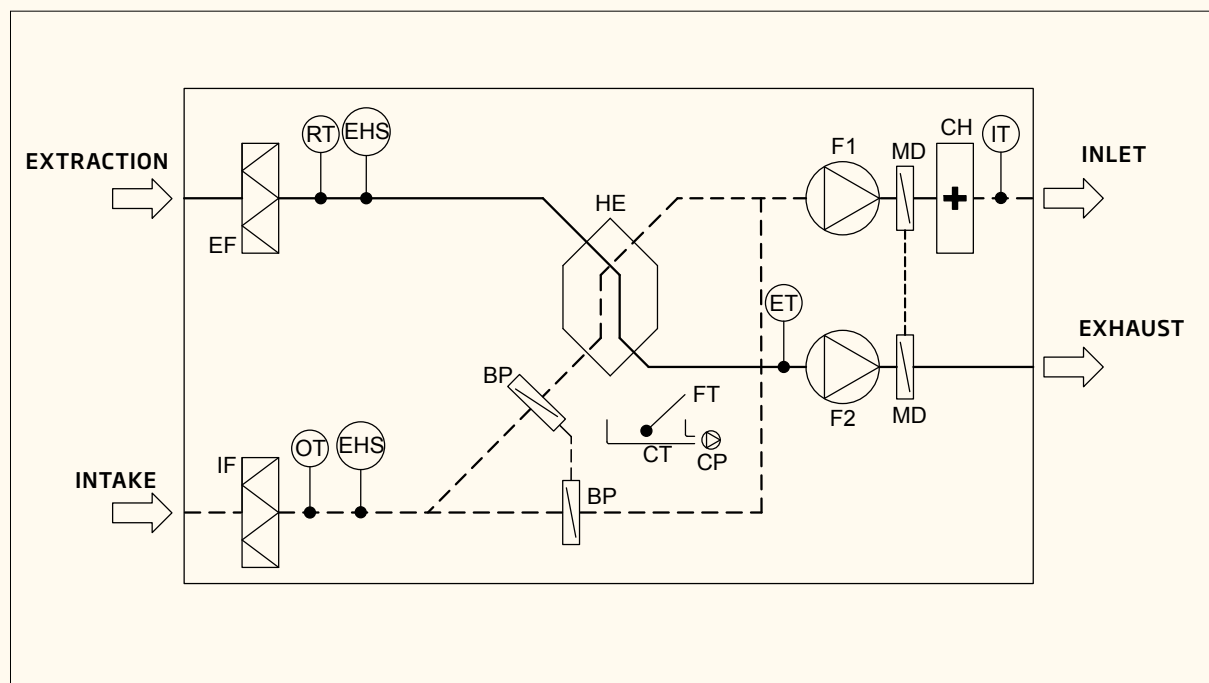 RT
EHS
F1
MD
CH
IT
INLET
EXTRACTION
HE
EF
ET
EXHAUST
BP
FT
F2
MD
CT
CP
OT
EHS
IF
INTAKE
BP